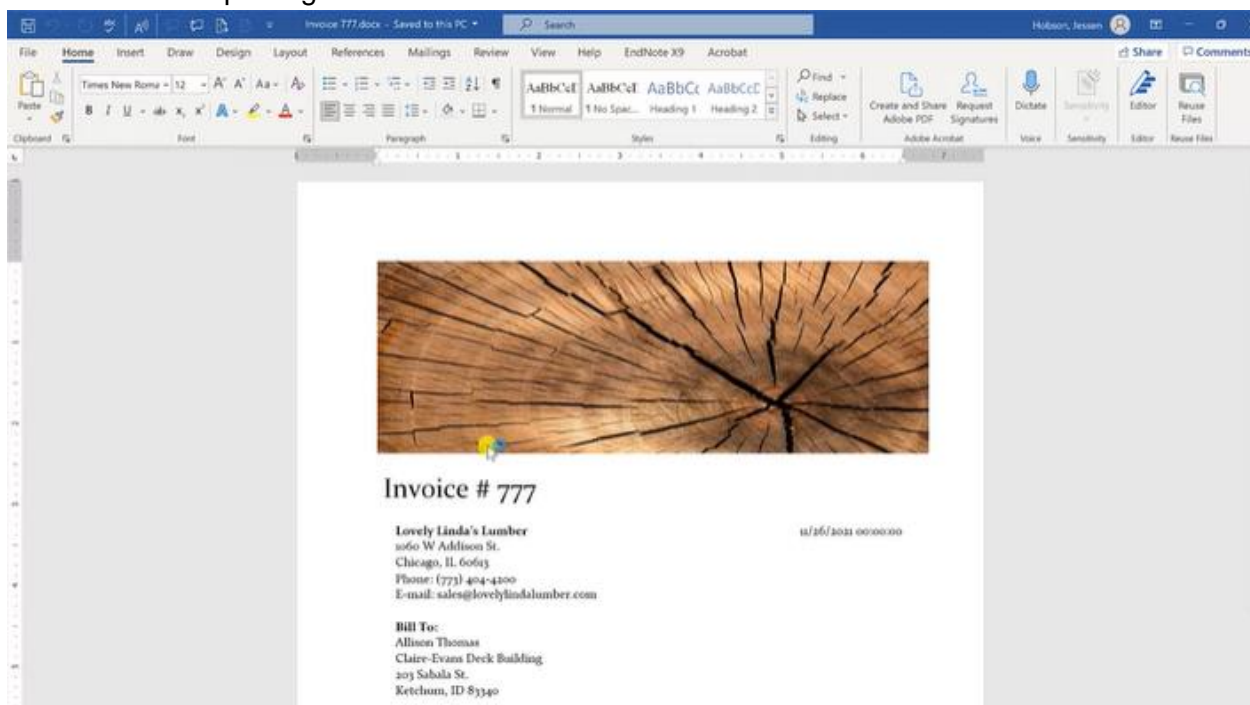 Invoice 777.docx - Saved to this PC
Search
Hobson, Jessen
File Home Insert Draw Design Layout References Mailings Review View Help EndNote X9 Acrobat
Share Comments
Paste
Times New Roma 12
AaBbCcI AaBbCcI AaBbCc AaBbCcD
1 Normal 1 No Spac... Heading 1 Heading 2
Find
Replace
Select
Create and Share Adobe PDF
Request Signatures
Dictate
Sensitivity
Editor
Reuse Files
Clipboard Font Paragraph Styles Editing Adobe Acrobat Voice Sensitivity Editor Reuse Files
Invoice # 777
Lovely Linda's Lumber
11/26/2021 00:00:00
1060 W Addison St.
Chicago, IL 60613
Phone: (773) 404-4200
E-mail: sales@lovelylindalumber.com
Bill To:
Allison Thomas
Claire-Evans Deck Building
203 Sabala St.
Ketchum, ID 83340